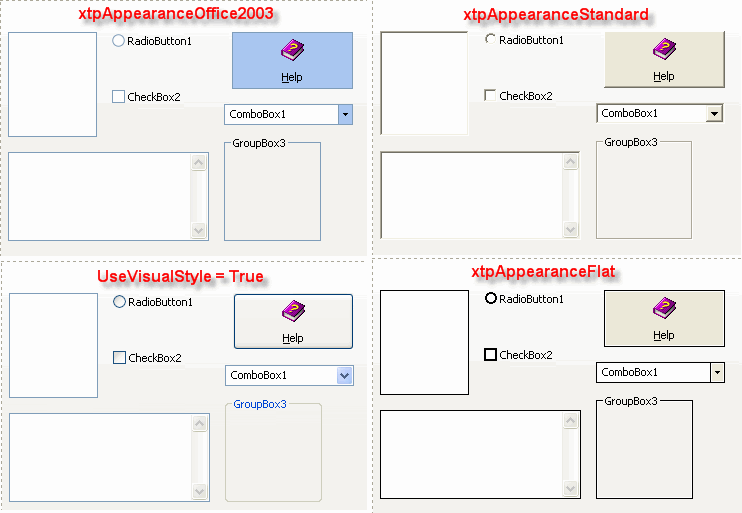 xtpAppearanceOffice2003
RadioButton1
Help
CheckBox2
ComboBox1
GroupBox3
xtpAppearanceStandard
RadioButton1
Help
CheckBox2
ComboBox1
GroupBox3
UseVisualStyle = True
RadioButton1
Help
CheckBox2
ComboBox1
GroupBox3
xtpAppearanceFlat
RadioButton1
Help
CheckBox2
ComboBox1
GroupBox3